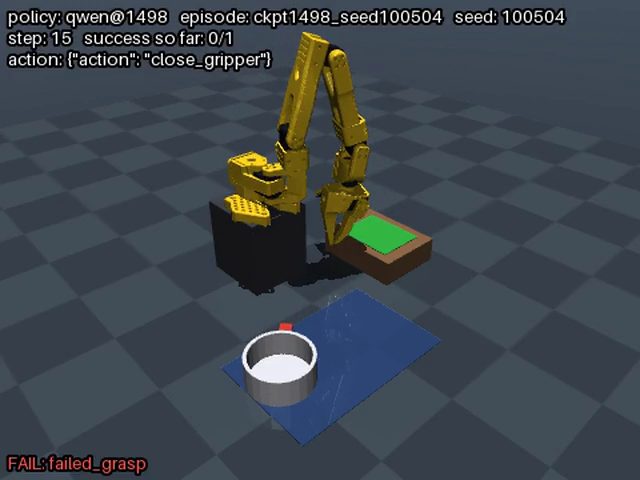 policy: qwen@1498 episode: ckpt1498_seed100504 seed: 100504
step: 15 success so far: 0/1
action: {"action": "close_gripper"}
FAIL: failed_grasp